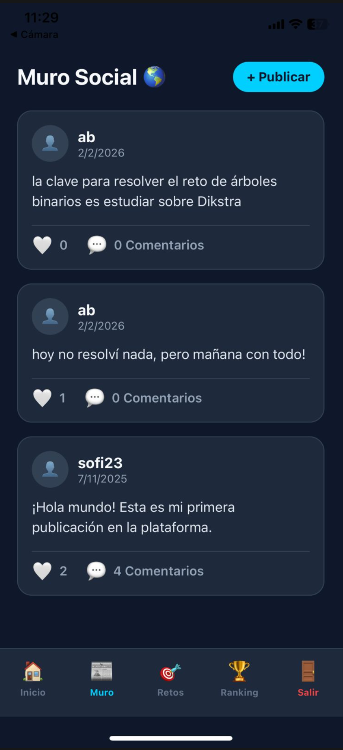 11:29
◀ Cámara
Muro Social 🌎
+ Publicar
ab
2/2/2026
la clave para resolver el reto de árboles
binarios es estudiar sobre Dikstra
0
0 Comentarios
ab
2/2/2026
hoy no resolví nada, pero mañana con todo!
1
0 Comentarios
sofi23
7/11/2025
¡Hola mundo! Esta es mi primera
publicación en la plataforma.
2
4 Comentarios
Inicio
Muro
Retos
Ranking
Salir